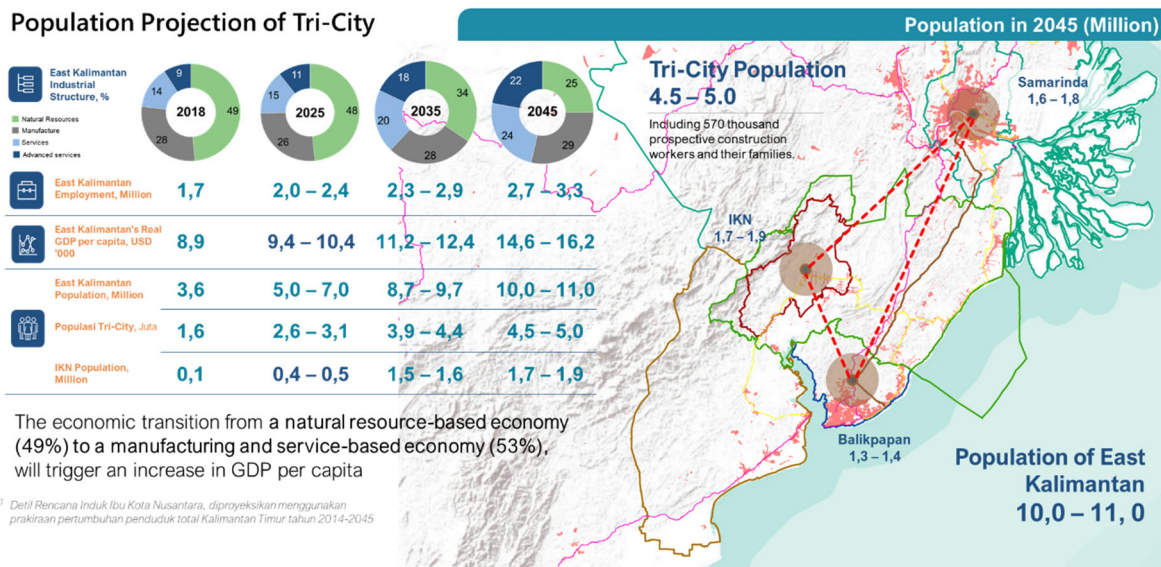 Population Projection of Tri-City
Population in 2045 (Million)
East Kalimantan
Industrial
Structure, %
Natural Resources
Manufacture
Services
Advanced services
2018
9
14
28
49
2025
11
15
26
48
2035
18
20
28
34
2045
22
24
29
25
East Kalimantan
Employment, Million
1,7
2,0 – 2,4
2,3 – 2,9
2,7 – 3,3
East Kalimantan's Real
GDP per capita, USD
'000
8,9
9,4 – 10,4
11,2 – 12,4
14,6 – 16,2
East Kalimantan
Population, Million
3,6
5,0 – 7,0
8,7 – 9,7
10,0 – 11,0
Populasi Tri-City, Juta
1,6
2,6 – 3,1
3,9 – 4,4
4,5 – 5,0
IKN Population,
Million
0,1
0,4 – 0,5
1,5 – 1,6
1,7 – 1,9
The economic transition from a natural resource-based economy
(49%) to a manufacturing and service-based economy (53%),
will trigger an increase in GDP per capita
1 Detil Rencana Induk Ibu Kota Nusantara, diproyeksikan menggunakan
prakiraan pertumbuhan penduduk total Kalimantan Timur tahun 2014-2045
Tri-City Population
4.5 – 5.0
Including 570 thousand
prospective construction
workers and their families.
Samarinda
1,6 – 1,8
IKN
1,7 – 1,9
Balikpapan
1,3 – 1,4
Population of East
Kalimantan
10,0 – 11, 0